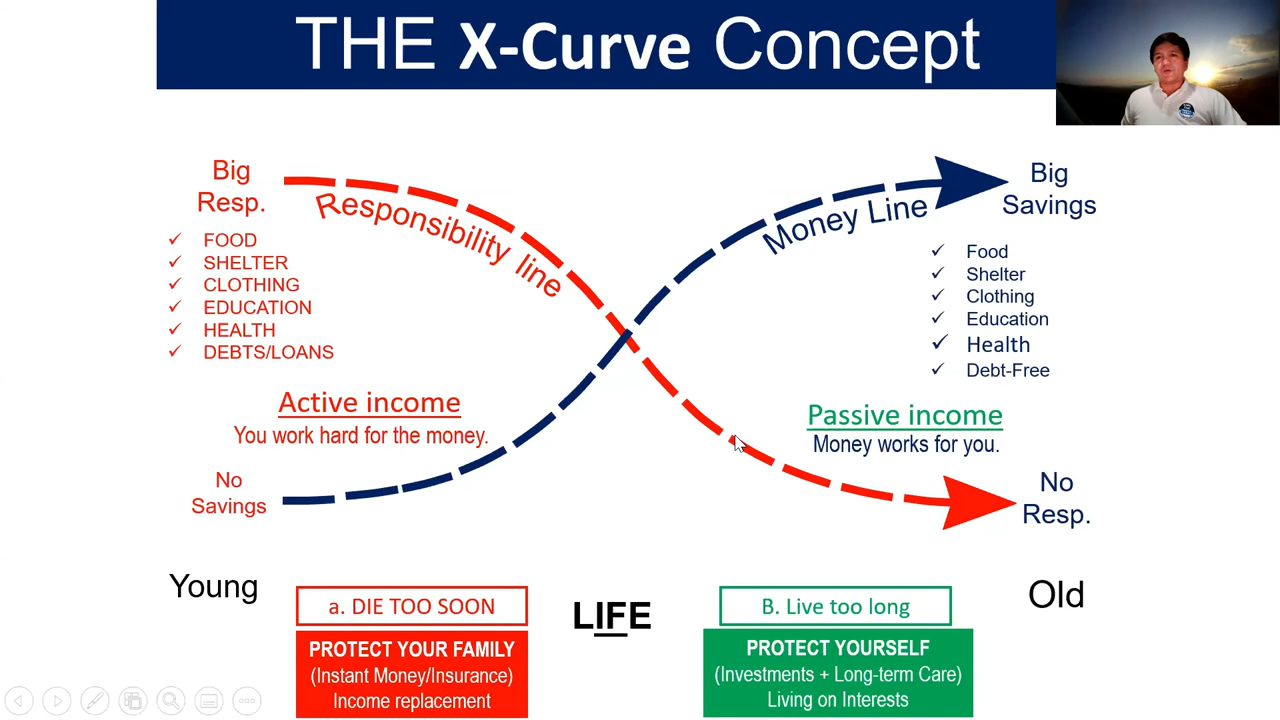 THE X-Curve Concept
Big
Resp.
FOOD
SHELTER
CLOTHING
EDUCATION
HEALTH
DEBTS/LOANS
Responsibility line
Money Line
Big
Savings
Food
Shelter
Clothing
Education
Health
Debt-Free
Active income
You work hard for the money.
Passive income
Money works for you.
No
Savings
No
Resp.
Young
a. DIE TOO SOON
PROTECT YOUR FAMILY
(Instant Money/Insurance)
Income replacement
LIFE
B. Live too long
PROTECT YOURSELF
(Investments + Long-term Care)
Living on Interests
Old